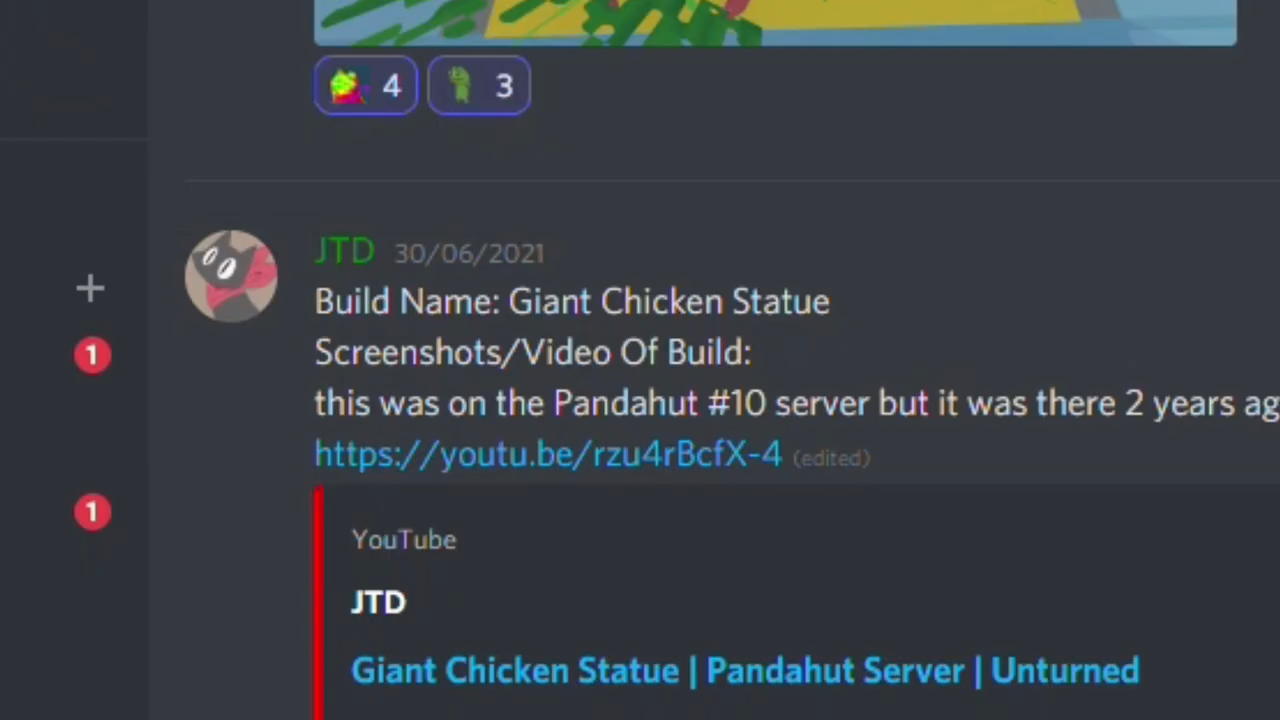 4 3
JTD 30/06/2021
Build Name: Giant Chicken Statue
1
Screenshots/Video Of Build:
this was on the Pandahut #10 server but it was there 2 years ag
https://youtu.be/rzu4rBcfX-4 (edited)
1
YouTube
JTD
Giant Chicken Statue | Pandahut Server | Unturned